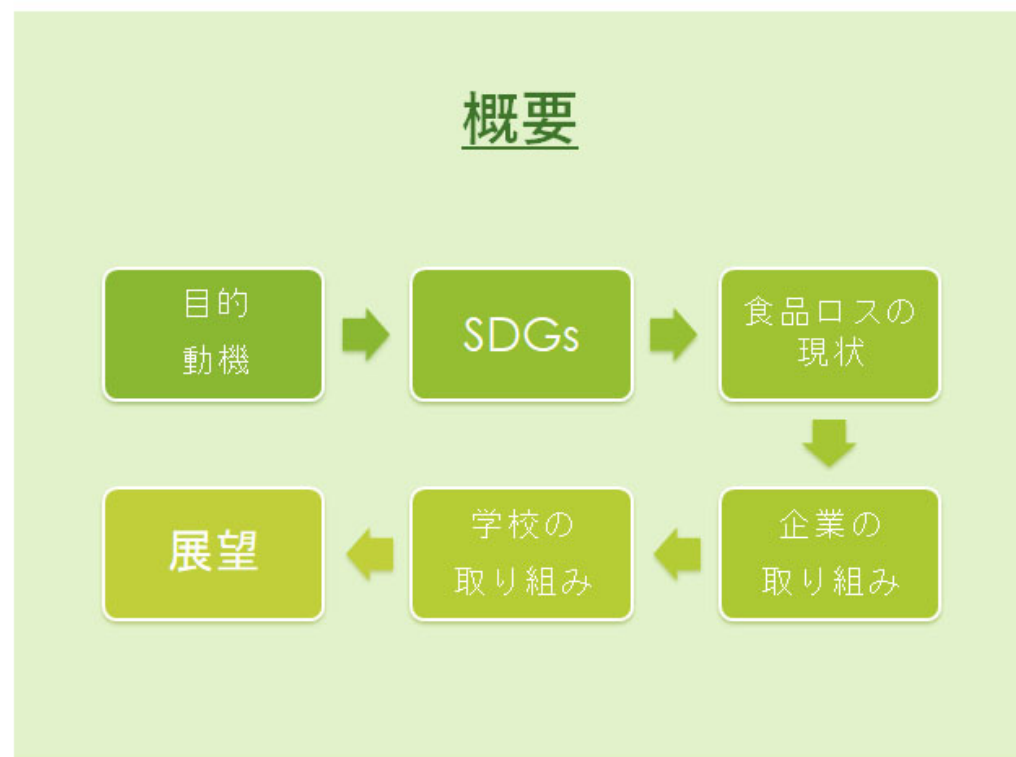 概要
目的
動機
SDGs
食品ロスの
現状
企業の
取り組み
学校の
取り組み
展望